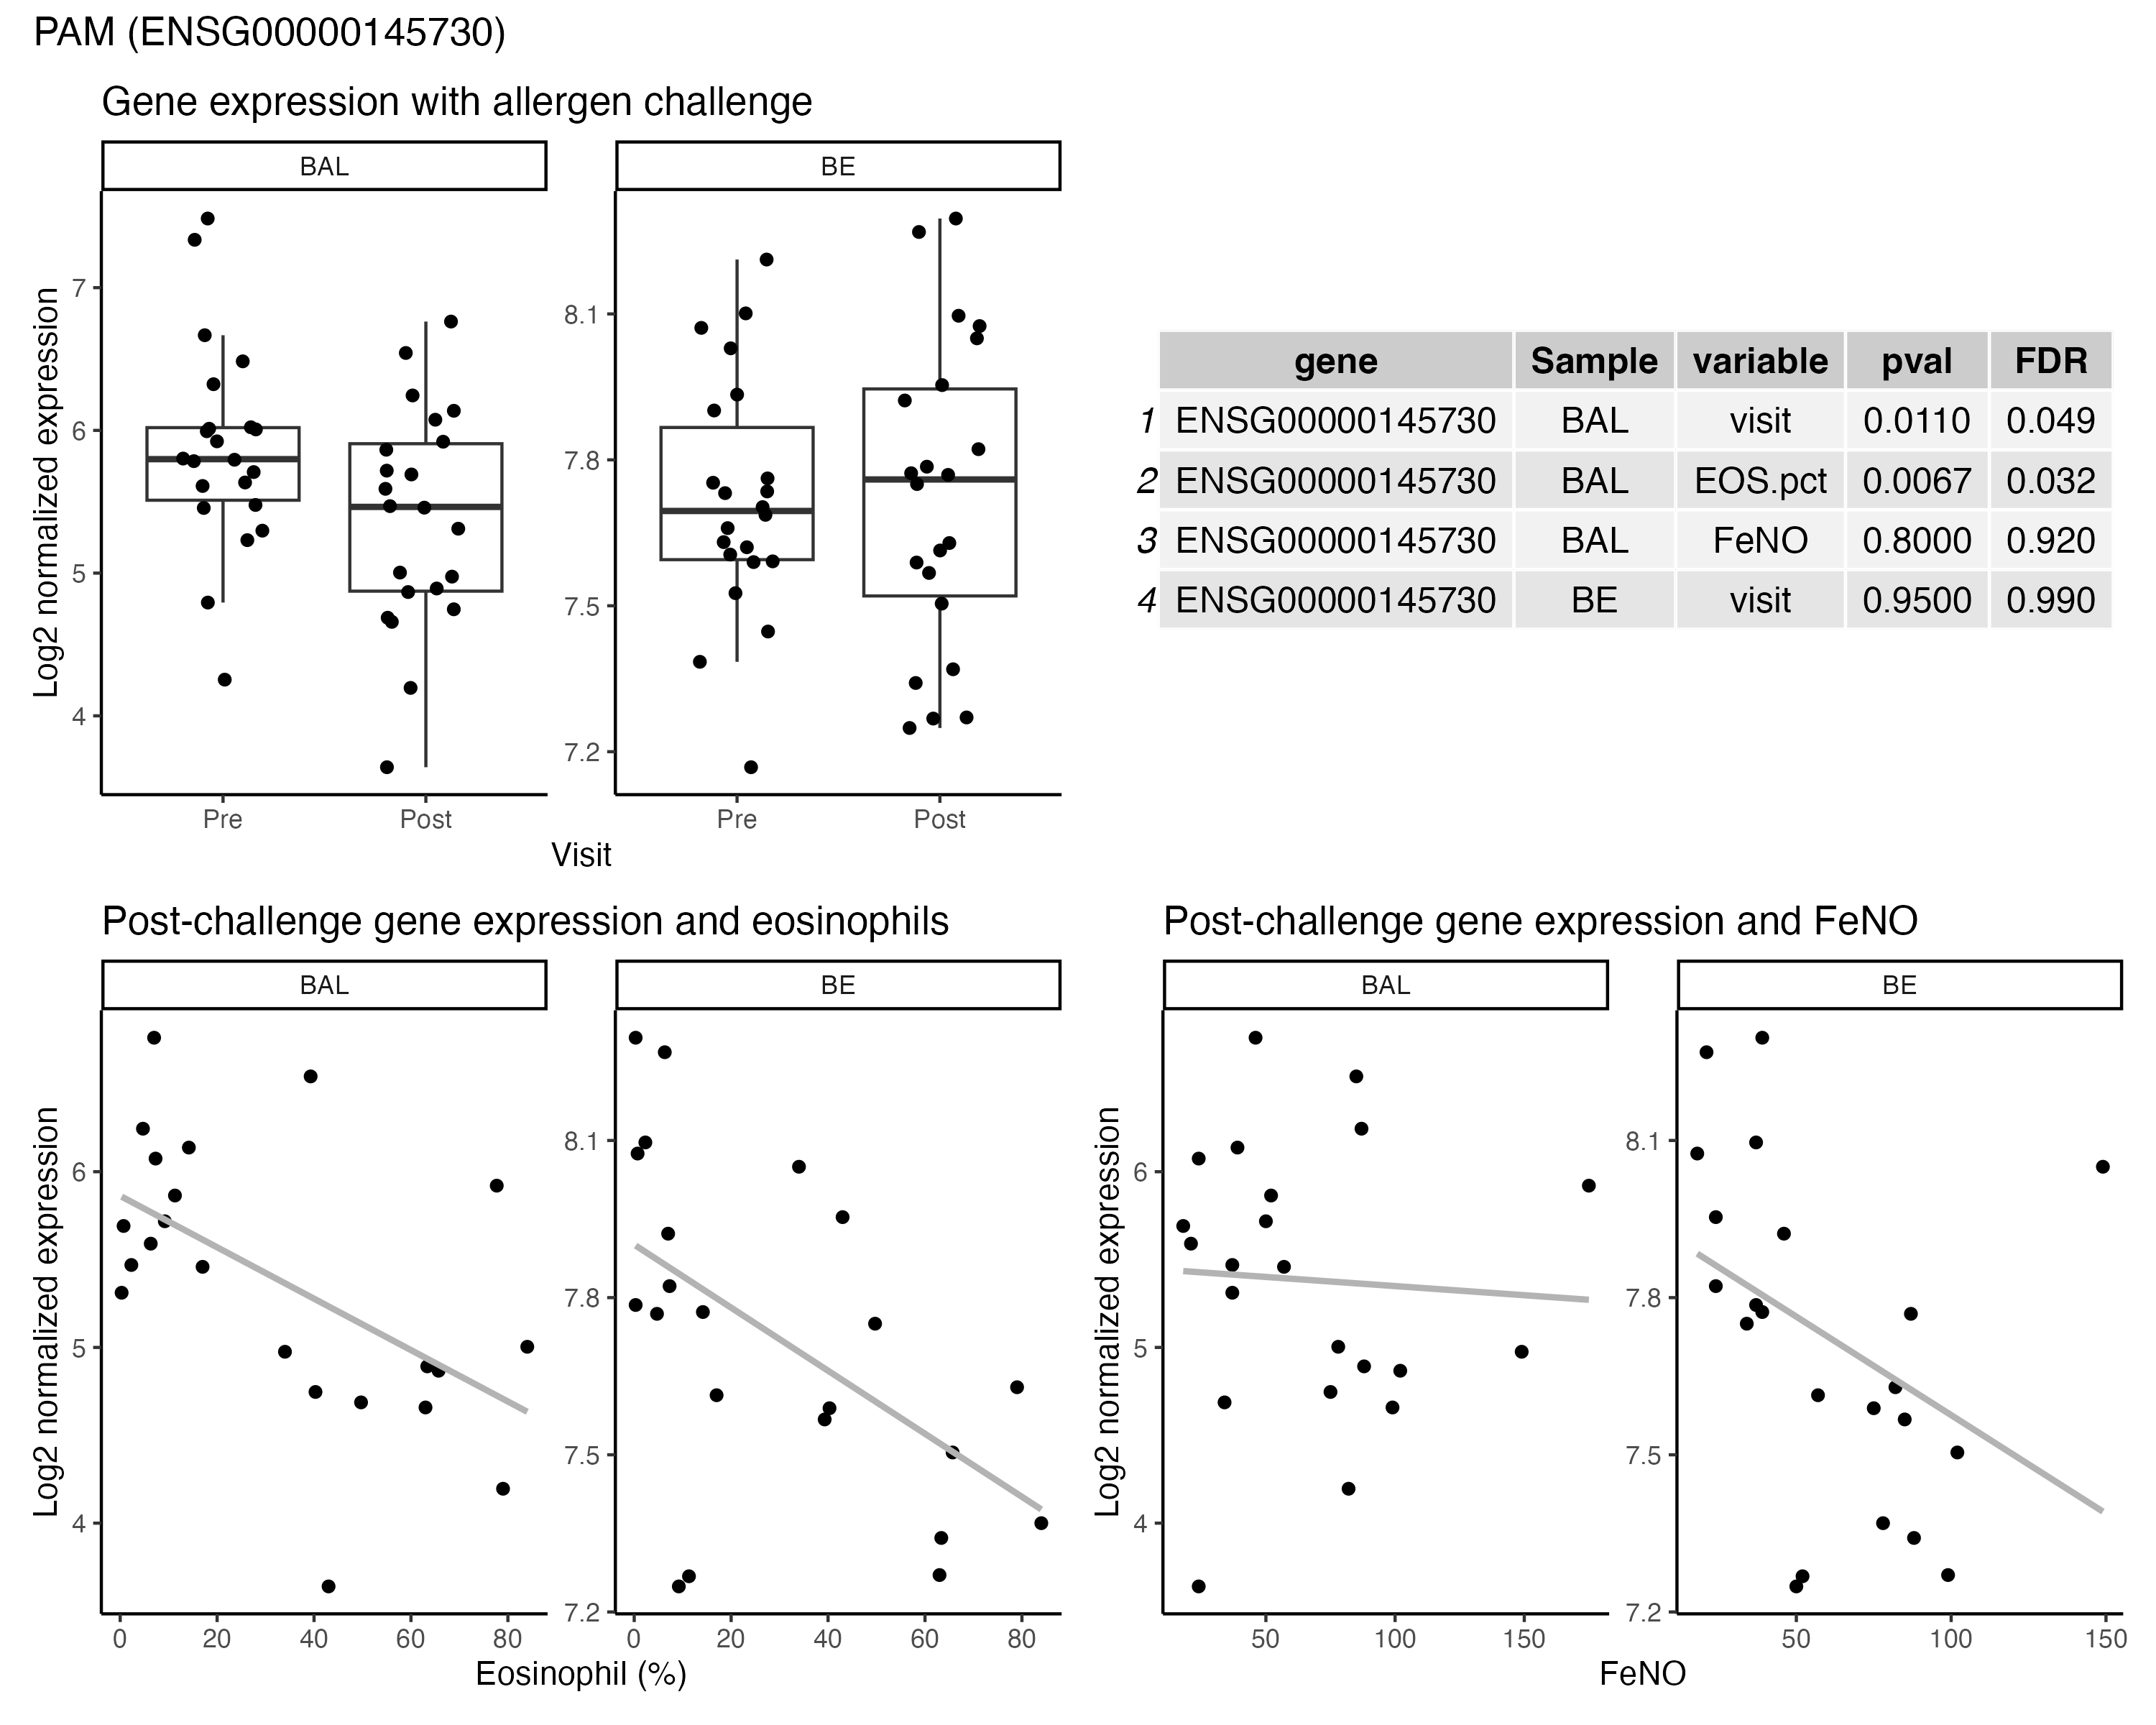 PAM (ENSG00000145730)
Gene expression with allergen challenge
BAL
BE
Log2 normalized expression
7
6
5
4
8.1
7.8
7.5
7.2
Pre
Post
Pre
Post
Visit
gene Sample variable pval FDR
1 ENSG00000145730 BAL visit 0.0110 0.049
2 ENSG00000145730 BAL EOS.pct 0.0067 0.032
3 ENSG00000145730 BAL FeNO 0.8000 0.920
4 ENSG00000145730 BE visit 0.9500 0.990
Post-challenge gene expression and eosinophils
BAL
BE
Log2 normalized expression
6
5
4
8.1
7.8
7.5
7.2
0 20 40 60 80
0 20 40 60 80
Eosinophil (%)
Post-challenge gene expression and FeNO
BAL
BE
Log2 normalized expression
6
5
4
8.1
7.8
7.5
7.2
50 100 150
50 100 150
FeNO